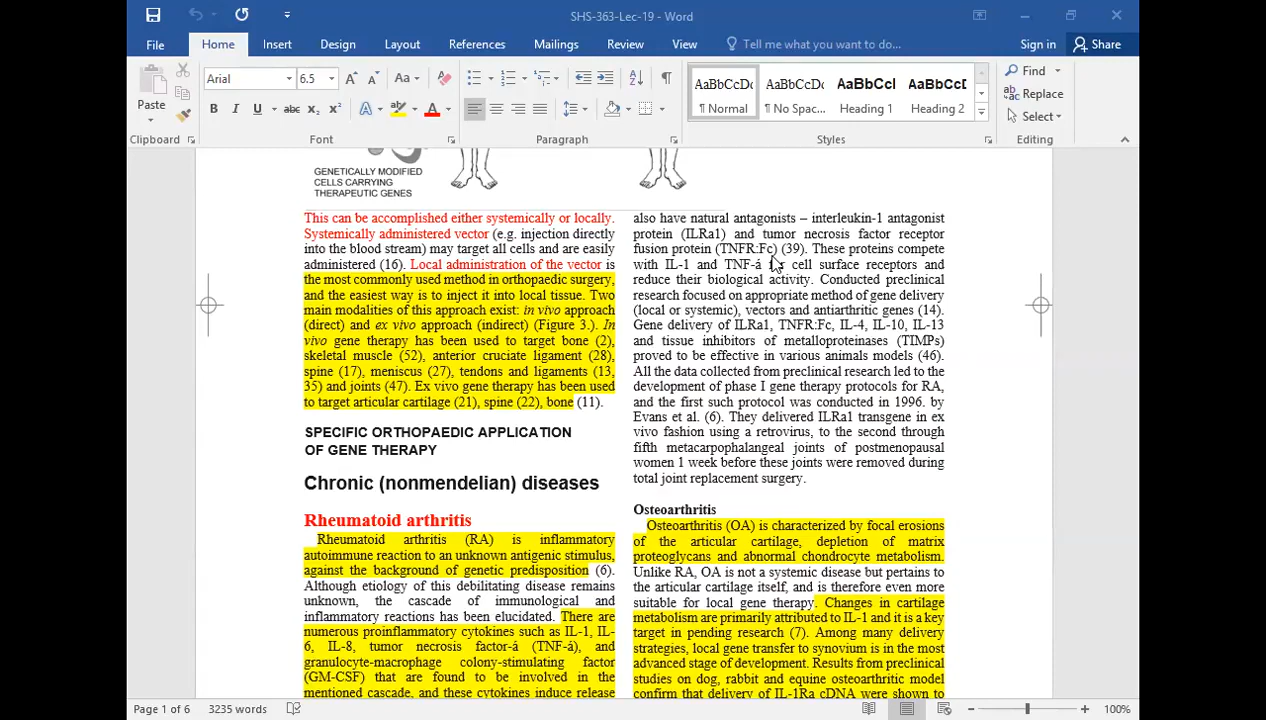 SHS-363-Lec-19 - Word
File
Home
Insert
Design
Layout
References
Mailings
Review
View
Tell me what you want to do...
Sign in
Share
Paste
Clipboard
Arial
6.5
Font
Paragraph
AaBbCcDc
¶ Normal
AaBbCcDc
¶ No Spac...
AaBbCcI
Heading 1
AaBbCcD
Heading 2
Styles
Find
Replace
Select
Editing
GENETICALLY MODIFIED
CELLS CARRYING
THERAPEUTIC GENES
This can be accomplished either systemically or locally.
Systemically administered vector (e.g. injection directly
into the blood stream) may target all cells and are easily
administered (16). Local administration of the vector is
the most commonly used method in orthopaedic surgery,
and the easiest way is to inject it into local tissue. Two
main modalities of this approach exist: in vivo approach
(direct) and ex vivo approach (indirect) (Figure 3.). In
vivo gene therapy has been used to target bone (2),
skeletal muscle (52), anterior cruciate ligament (28),
spine (17), meniscus (27), tendons and ligaments (13,
35) and joints (47). Ex vivo gene therapy has been used
to target articular cartilage (21), spine (22), bone (11).
SPECIFIC ORTHOPAEDIC APPLICATION
OF GENE THERAPY
Chronic (nonmendelian) diseases
Rheumatoid arthritis
Rheumatoid arthritis (RA) is inflammatory
autoimmune reaction to an unknown antigenic stimulus,
against the background of genetic predisposition (6).
Although etiology of this debilitating disease remains
unknown, the cascade of immunological and
inflammatory reactions has been elucidated. There are
numerous proinflammatory cytokines such as IL-1, IL-
6, IL-8, tumor necrosis factor-á (TNF-á), and
granulocyte-macrophage colony-stimulating factor
(GM-CSF) that are found to be involved in the
mentioned cascade, and these cytokines induce release
also have natural antagonists – interleukin-1 antagonist
protein (ILRa1) and tumor necrosis factor receptor
fusion protein (TNFR:Fc) (39). These proteins compete
with IL-1 and TNF-á for cell surface receptors and
reduce their biological activity. Conducted preclinical
research focused on appropriate method of gene delivery
(local or systemic), vectors and antiarthritic genes (14).
Gene delivery of ILRa1, TNFR:Fc, IL-4, IL-10, IL-13
and tissue inhibitors of metalloproteinases (TIMPs)
proved to be effective in various animals models (46).
All the data collected from preclinical research led to the
development of phase I gene therapy protocols for RA,
and the first such protocol was conducted in 1996. by
Evans et al. (6). They delivered ILRa1 transgene in ex
vivo fashion using a retrovirus, to the second through
fifth metacarpophalangeal joints of postmenopausal
women 1 week before these joints were removed during
total joint replacement surgery.
Osteoarthritis
Osteoarthritis (OA) is characterized by focal erosions
of the articular cartilage, depletion of matrix
proteoglycans and abnormal chondrocyte metabolism.
Unlike RA, OA is not a systemic disease but pertains to
the articular cartilage itself, and is therefore even more
suitable for local gene therapy. Changes in cartilage
metabolism are primarily attributed to IL-1 and it is a key
target in pending research (7). Among many delivery
strategies, local gene transfer to synovium is in the most
advanced stage of development. Results from preclinical
studies on dog, rabbit and equine osteoarthritic model
confirm that delivery of IL-1Ra cDNA were shown to
Page 1 of 6
3235 words
100%